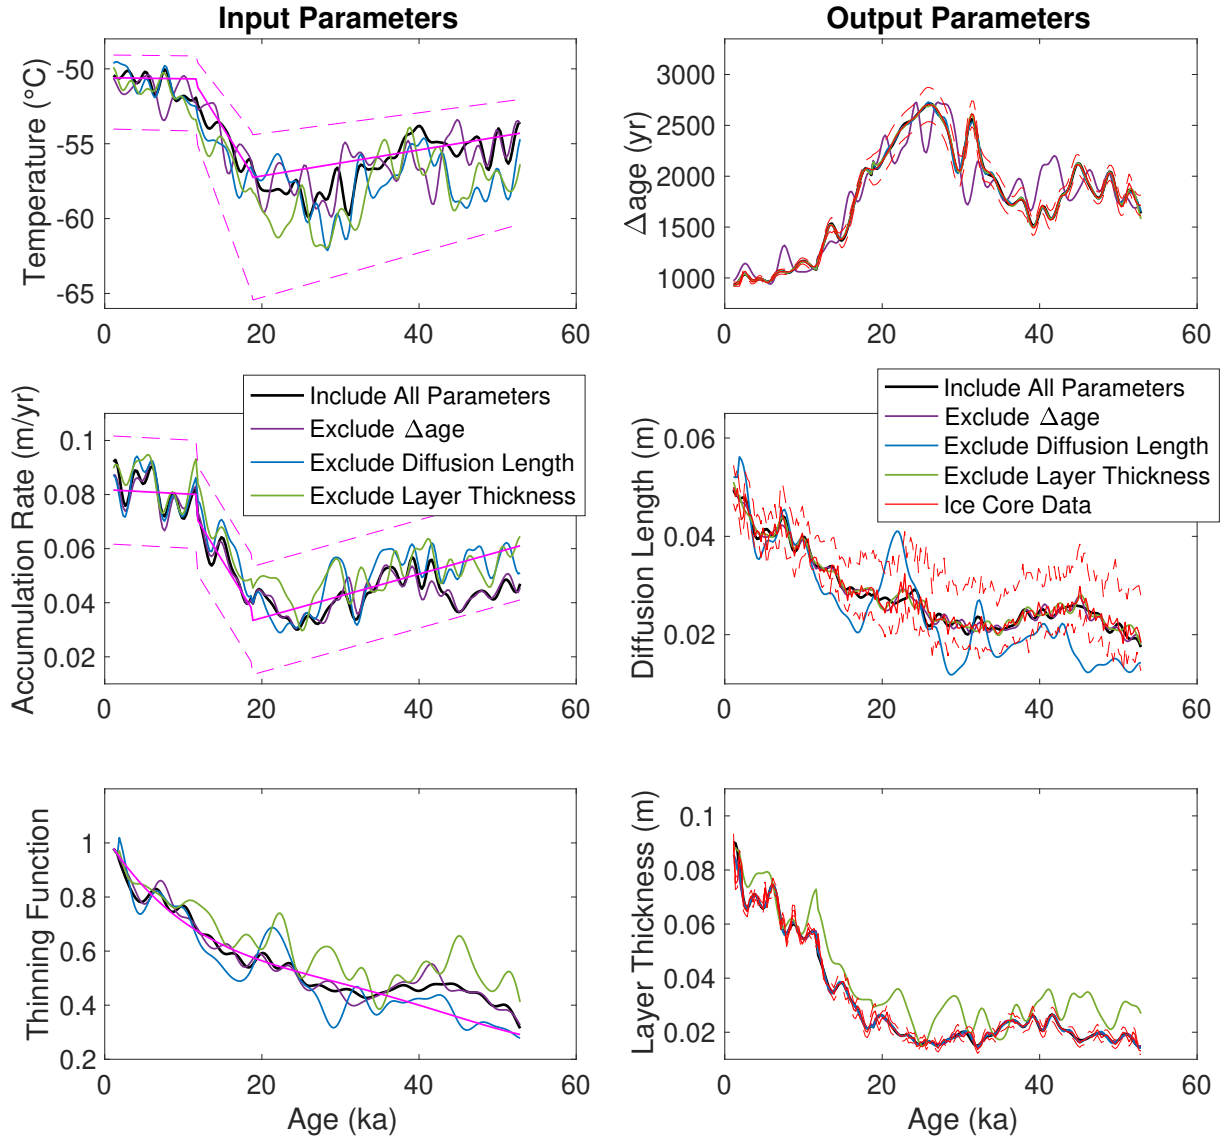 Input Parameters
Output Parameters
Temperature (°C)
-50
-55
-60
-65
0
20
40
60
Δage (yr)
3000
2500
2000
1500
1000
0
20
40
60
Accumulation Rate (m/yr)
0.1
0.08
0.06
0.04
0.02
0
20
40
60
Include All Parameters
Exclude Δage
Exclude Diffusion Length
Exclude Layer Thickness
Diffusion Length (m)
0.06
0.04
0.02
0
20
40
60
Include All Parameters
Exclude Δage
Exclude Diffusion Length
Exclude Layer Thickness
Ice Core Data
Thinning Function
1
0.8
0.6
0.4
0.2
0
20
40
60
Age (ka)
Layer Thickness (m)
0.1
0.08
0.06
0.04
0.02
0
20
40
60
Age (ka)